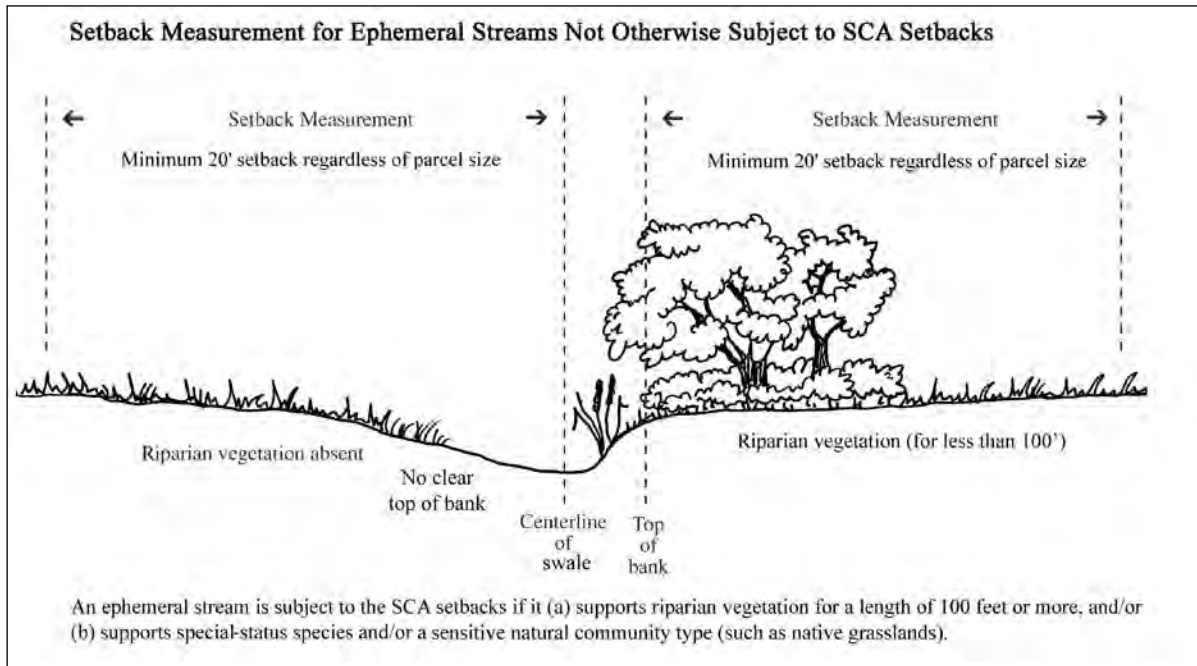 Setback Measurement for Ephemeral Streams Not Otherwise Subject to SCA Setbacks
Setback Measurement
Minimum 20' setback regardless of parcel size
Setback Measurement
Minimum 20' setback regardless of parcel size
Riparian vegetation absent
No clear
top of bank
Riparian vegetation (for less than 100')
Centerline
of
swale
Top
of
bank
An ephemeral stream is subject to the SCA setbacks if it (a) supports riparian vegetation for a length of 100 feet or more, and/or
(b) supports special-status species and/or a sensitive natural community type (such as native grasslands).